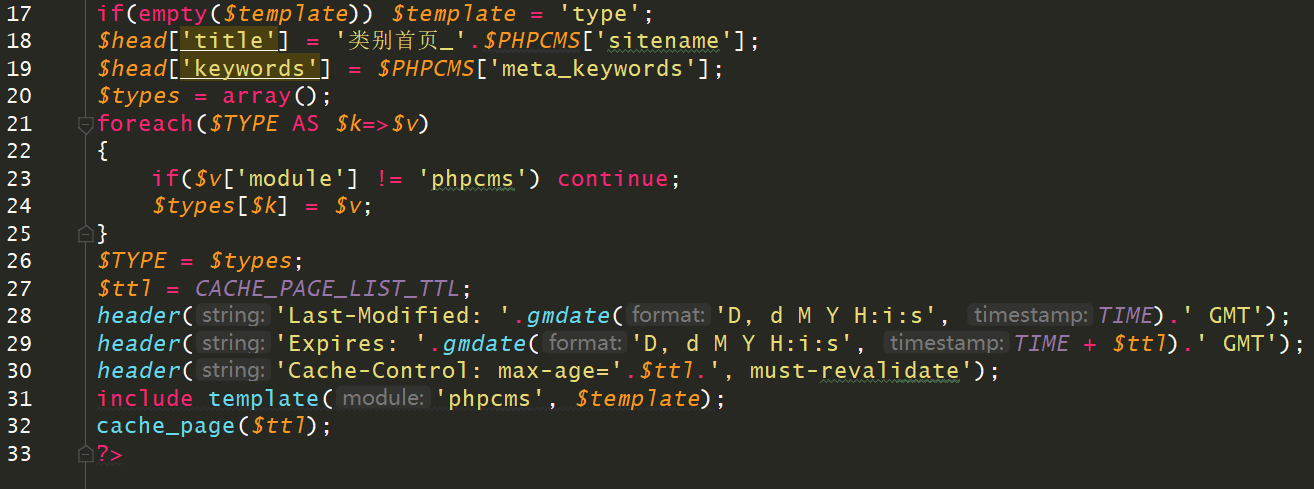 17 if(empty($template)) $template = 'type';
18 $head['title'] = '类别首页_'.$PHPCMS['sitename'];
19 $head['keywords'] = $PHPCMS['meta_keywords'];
20 $types = array();
21 foreach($TYPE AS $k=>$v)
22 {
23     if($v['module'] != 'phpcms') continue;
24     $types[$k] = $v;
25 }
26 $TYPE = $types;
27 $ttl = CACHE_PAGE_LIST_TTL;
28 header( string: 'Last-Modified: '.gmdate( format: 'D, d M Y H:i:s', timestamp: TIME).' GMT');
29 header( string: 'Expires: '.gmdate( format: 'D, d M Y H:i:s', timestamp: TIME + $ttl).' GMT');
30 header( string: 'Cache-Control: max-age='.$ttl.', must-revalidate');
31 include template( module: 'phpcms', $template);
32 cache_page($ttl);
33 ?>